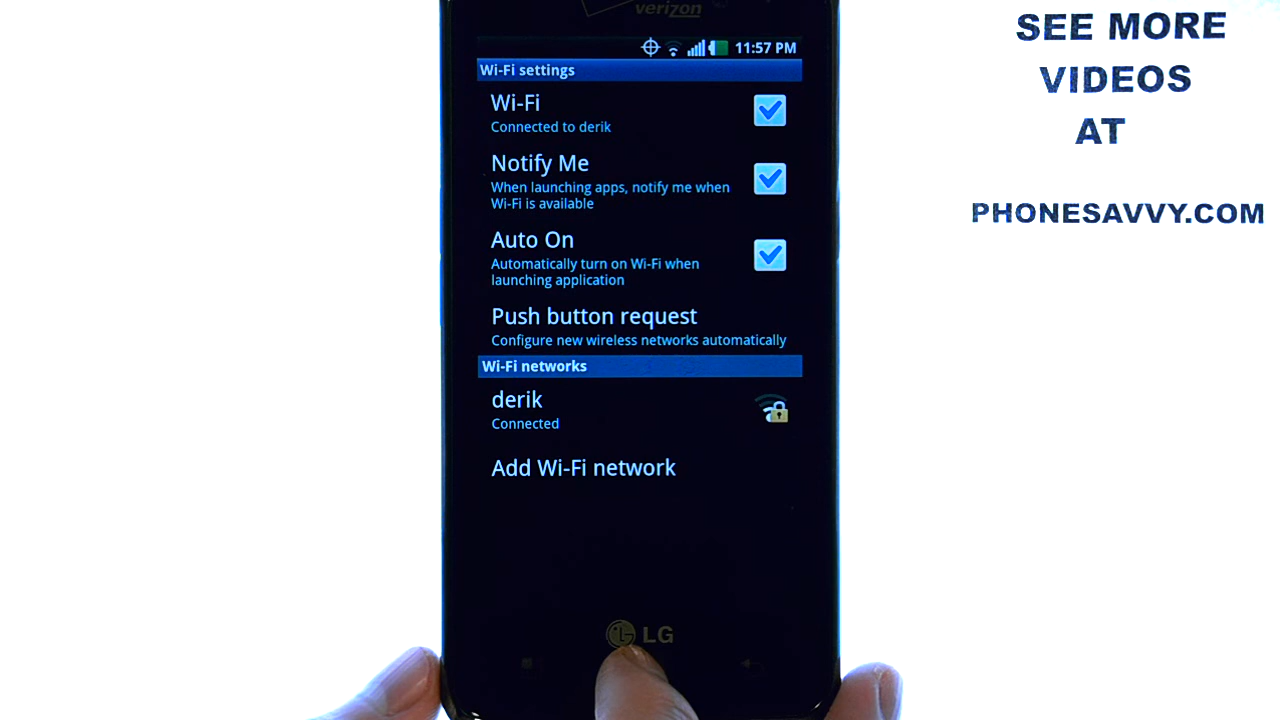 verizon
11:57 PM
Wi-Fi settings
Wi-Fi
Connected to derik
Notify Me
When launching apps, notify me when
Wi-Fi is available
Auto On
Automatically turn on Wi-Fi when
launching application
Push button request
Configure new wireless networks automatically
Wi-Fi networks
derik
Connected
Add Wi-Fi network
LG
SEE MORE
VIDEOS
AT
PHONESAVVY.COM